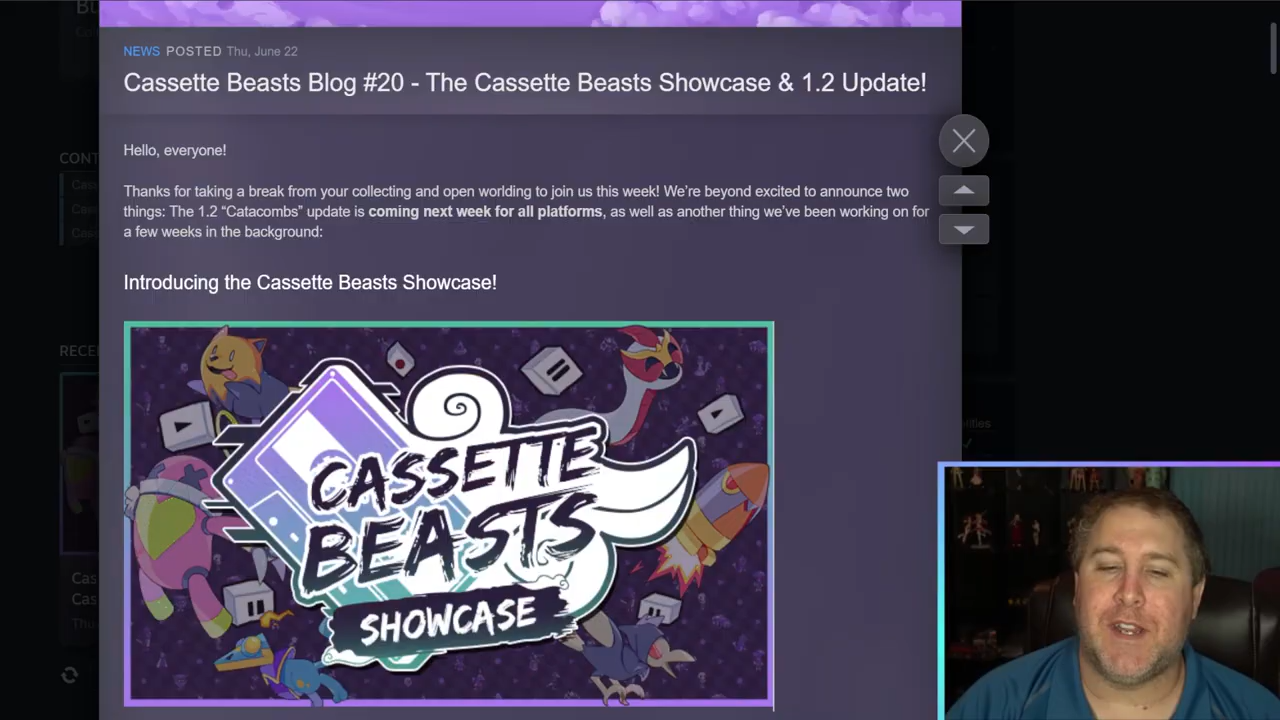 NEWS POSTED Thu, June 22
Cassette Beasts Blog #20 - The Cassette Beasts Showcase & 1.2 Update!
Hello, everyone!
Thanks for taking a break from your collecting and open worlding to join us this week! We're beyond excited to announce two
things: The 1.2 “Catacombs” update is coming next week for all platforms, as well as another thing we've been working on for
a few weeks in the background:
Introducing the Cassette Beasts Showcase!
CASSETTE
BEASTS
SHOWCASE
CONT
RECE
Cas
Cas